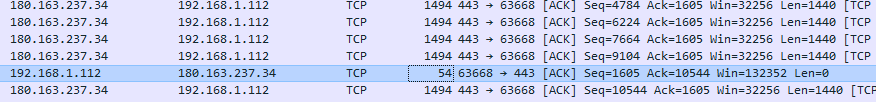 180.163.237.34 192.168.1.112 TCP 1494 443 → 63668 [ACK] Seq=4784 Ack=1605 Win=32256 Len=1440 [TCP
180.163.237.34 192.168.1.112 TCP 1494 443 → 63668 [ACK] Seq=6224 Ack=1605 Win=32256 Len=1440 [TCP
180.163.237.34 192.168.1.112 TCP 1494 443 → 63668 [ACK] Seq=7664 Ack=1605 Win=32256 Len=1440 [TCP
180.163.237.34 192.168.1.112 TCP 1494 443 → 63668 [ACK] Seq=9104 Ack=1605 Win=32256 Len=1440 [TCP
192.168.1.112 180.163.237.34 TCP 54 63668 → 443 [ACK] Seq=1605 Ack=10544 Win=132352 Len=0
180.163.237.34 192.168.1.112 TCP 1494 443 → 63668 [ACK] Seq=10544 Ack=1605 Win=32256 Len=1440 [TCP